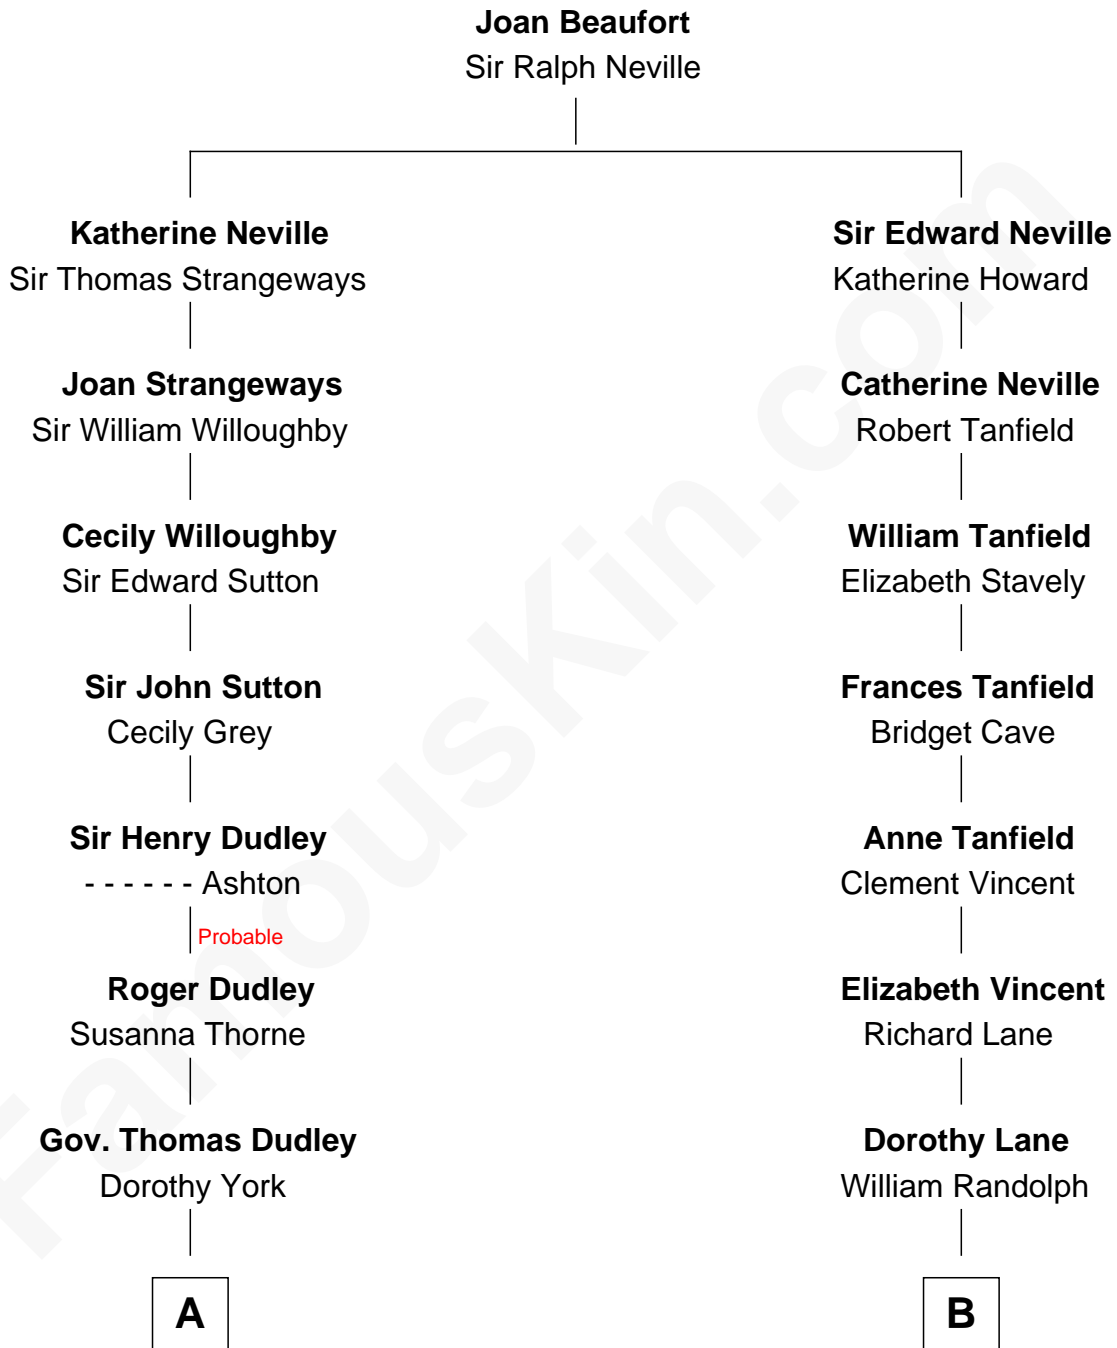 Joan Beaufort
Sir Ralph Neville
Katherine Neville
Sir Thomas Strangeways
Sir Edward Neville
Katherine Howard
Joan Strangeways
Sir William Willoughby
Catherine Neville
Robert Tanfield
Cecily Willoughby
Sir Edward Sutton
William Tanfield
Elizabeth Stavely
Sir John Sutton
Cecily Grey
Frances Tanfield
Bridget Cave
Sir Henry Dudley
- - - - - - Ashton
Anne Tanfield
Clement Vincent
Probable
Roger Dudley
Susanna Thorne
Elizabeth Vincent
Richard Lane
Gov. Thomas Dudley
Dorothy York
Dorothy Lane
William Randolph
A
B
FamousKin.com